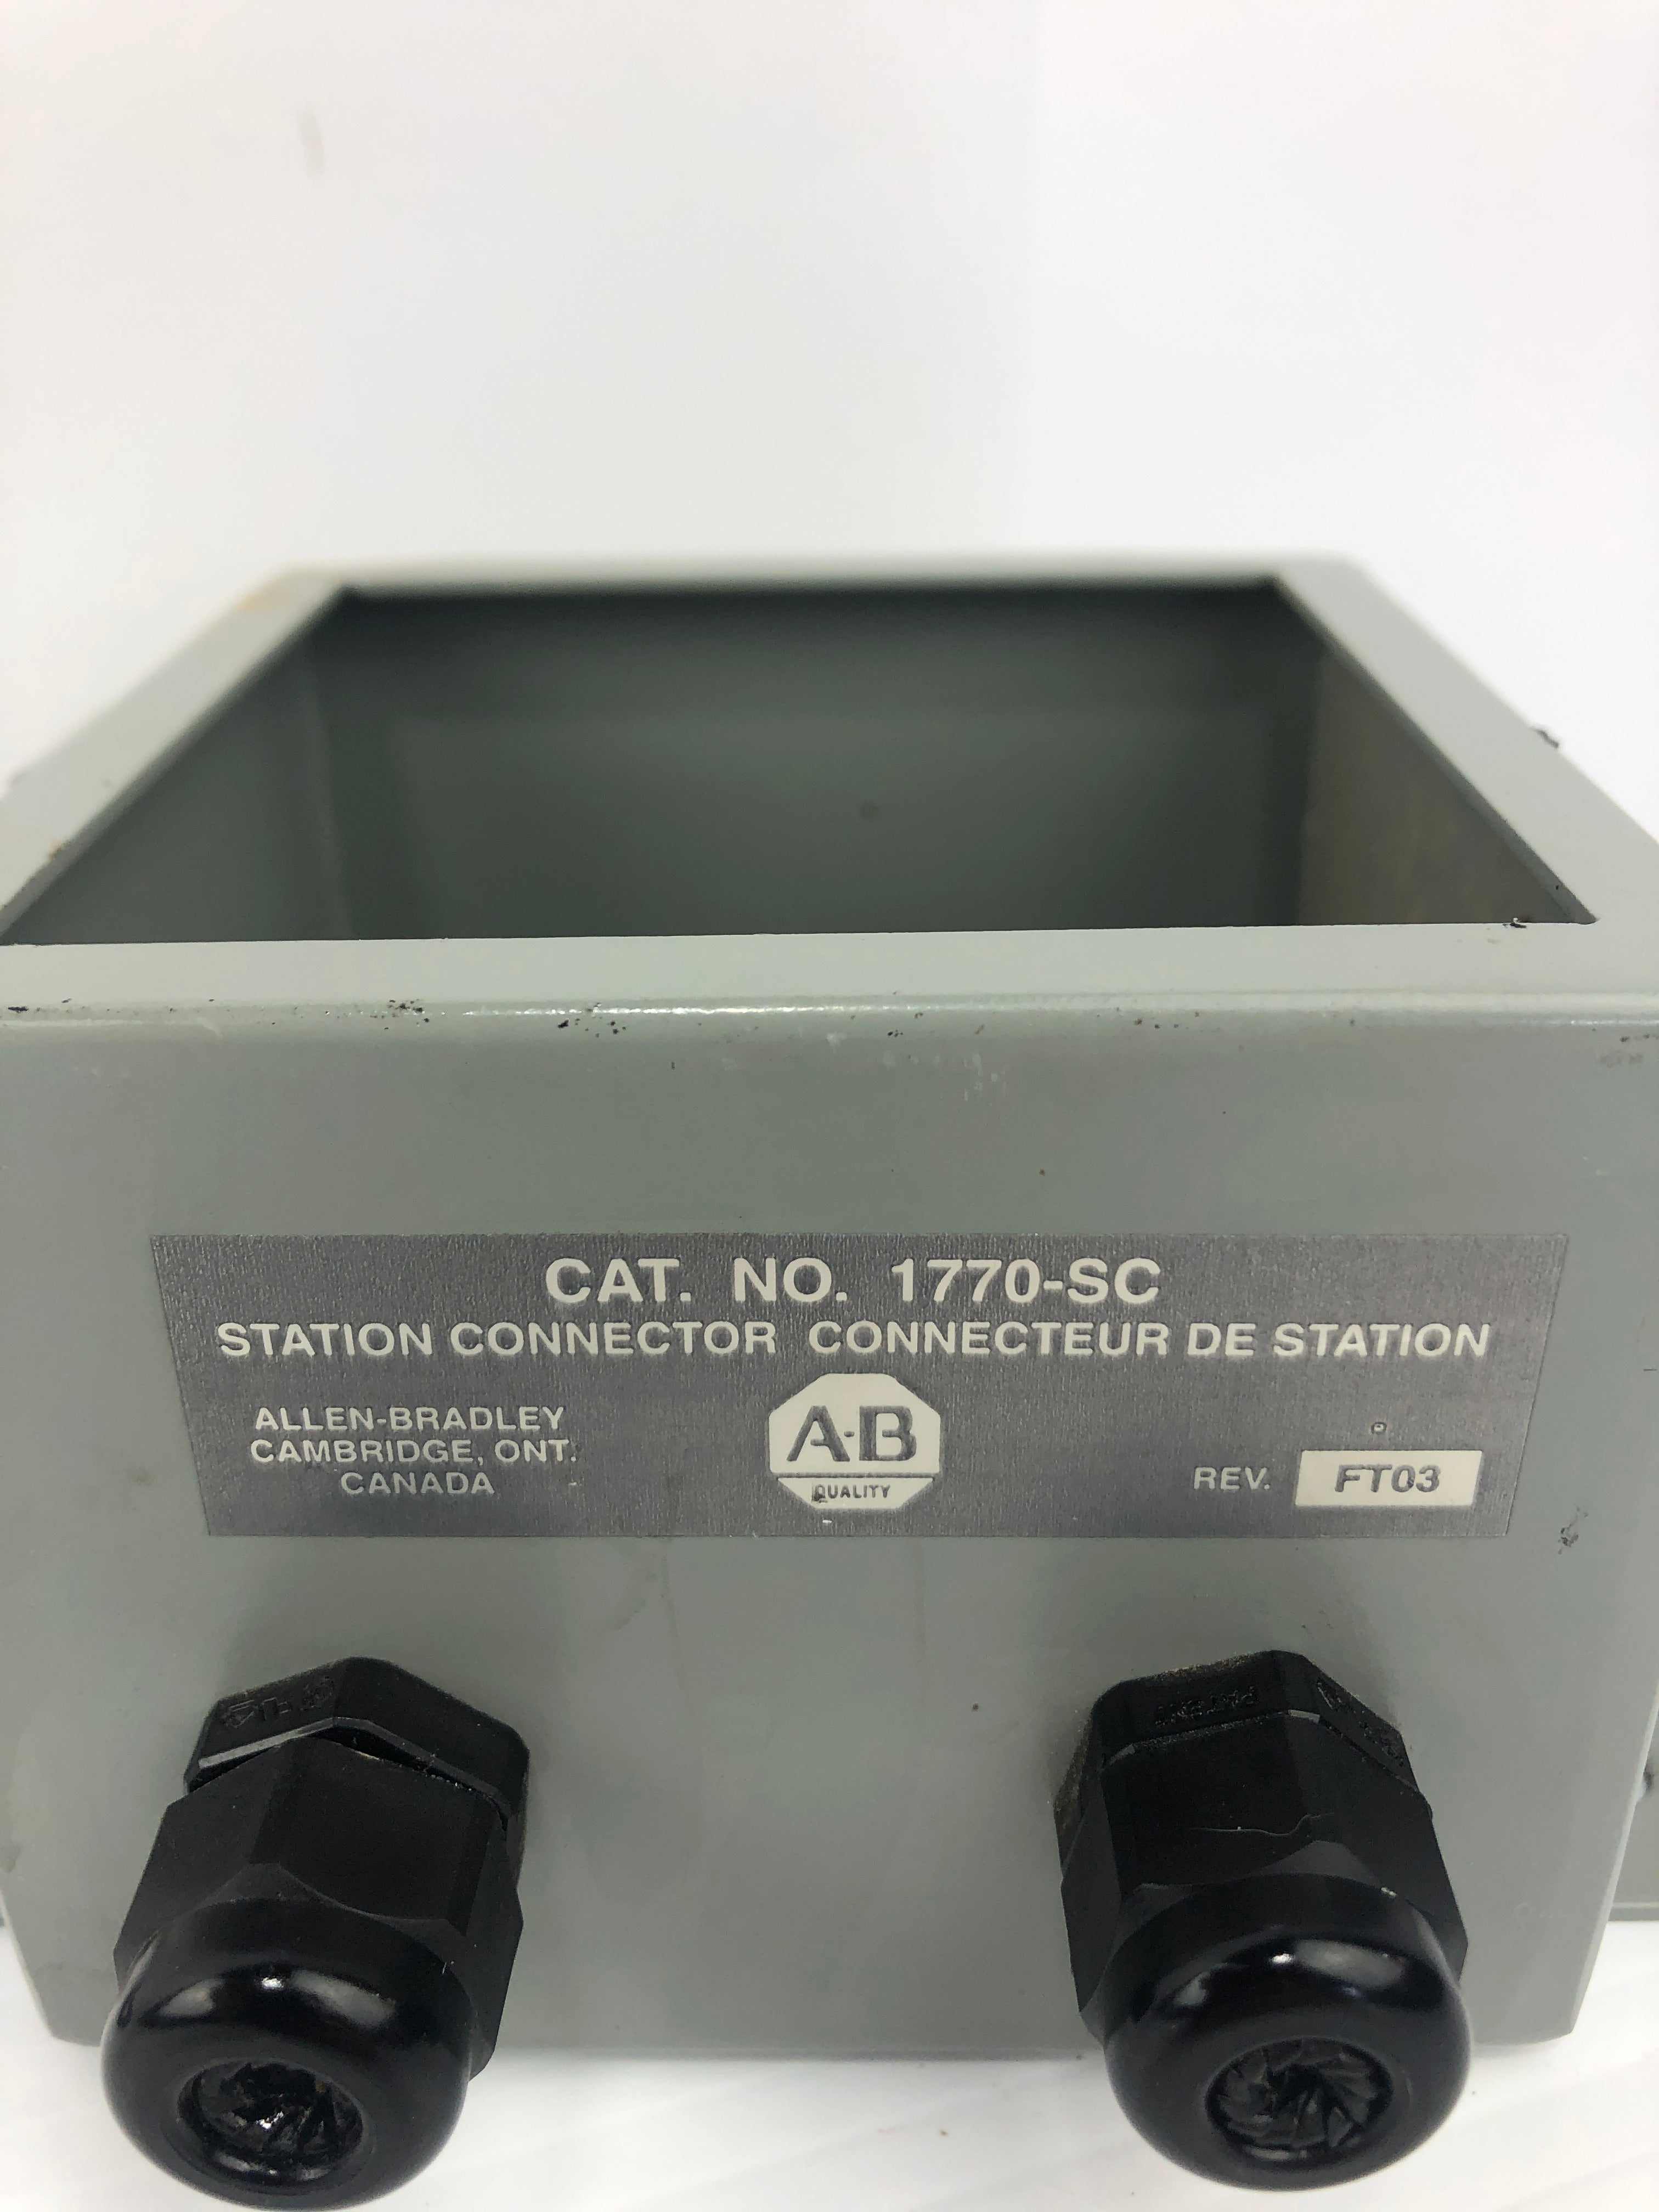 CAT. NO. 1770-SC
STATION CONNECTOR CONNECTEUR DE STATION
ALLEN-BRADLEY
CAMBRIDGE, ONT.
CANADA
A-B
QUALITY
REV. FT03